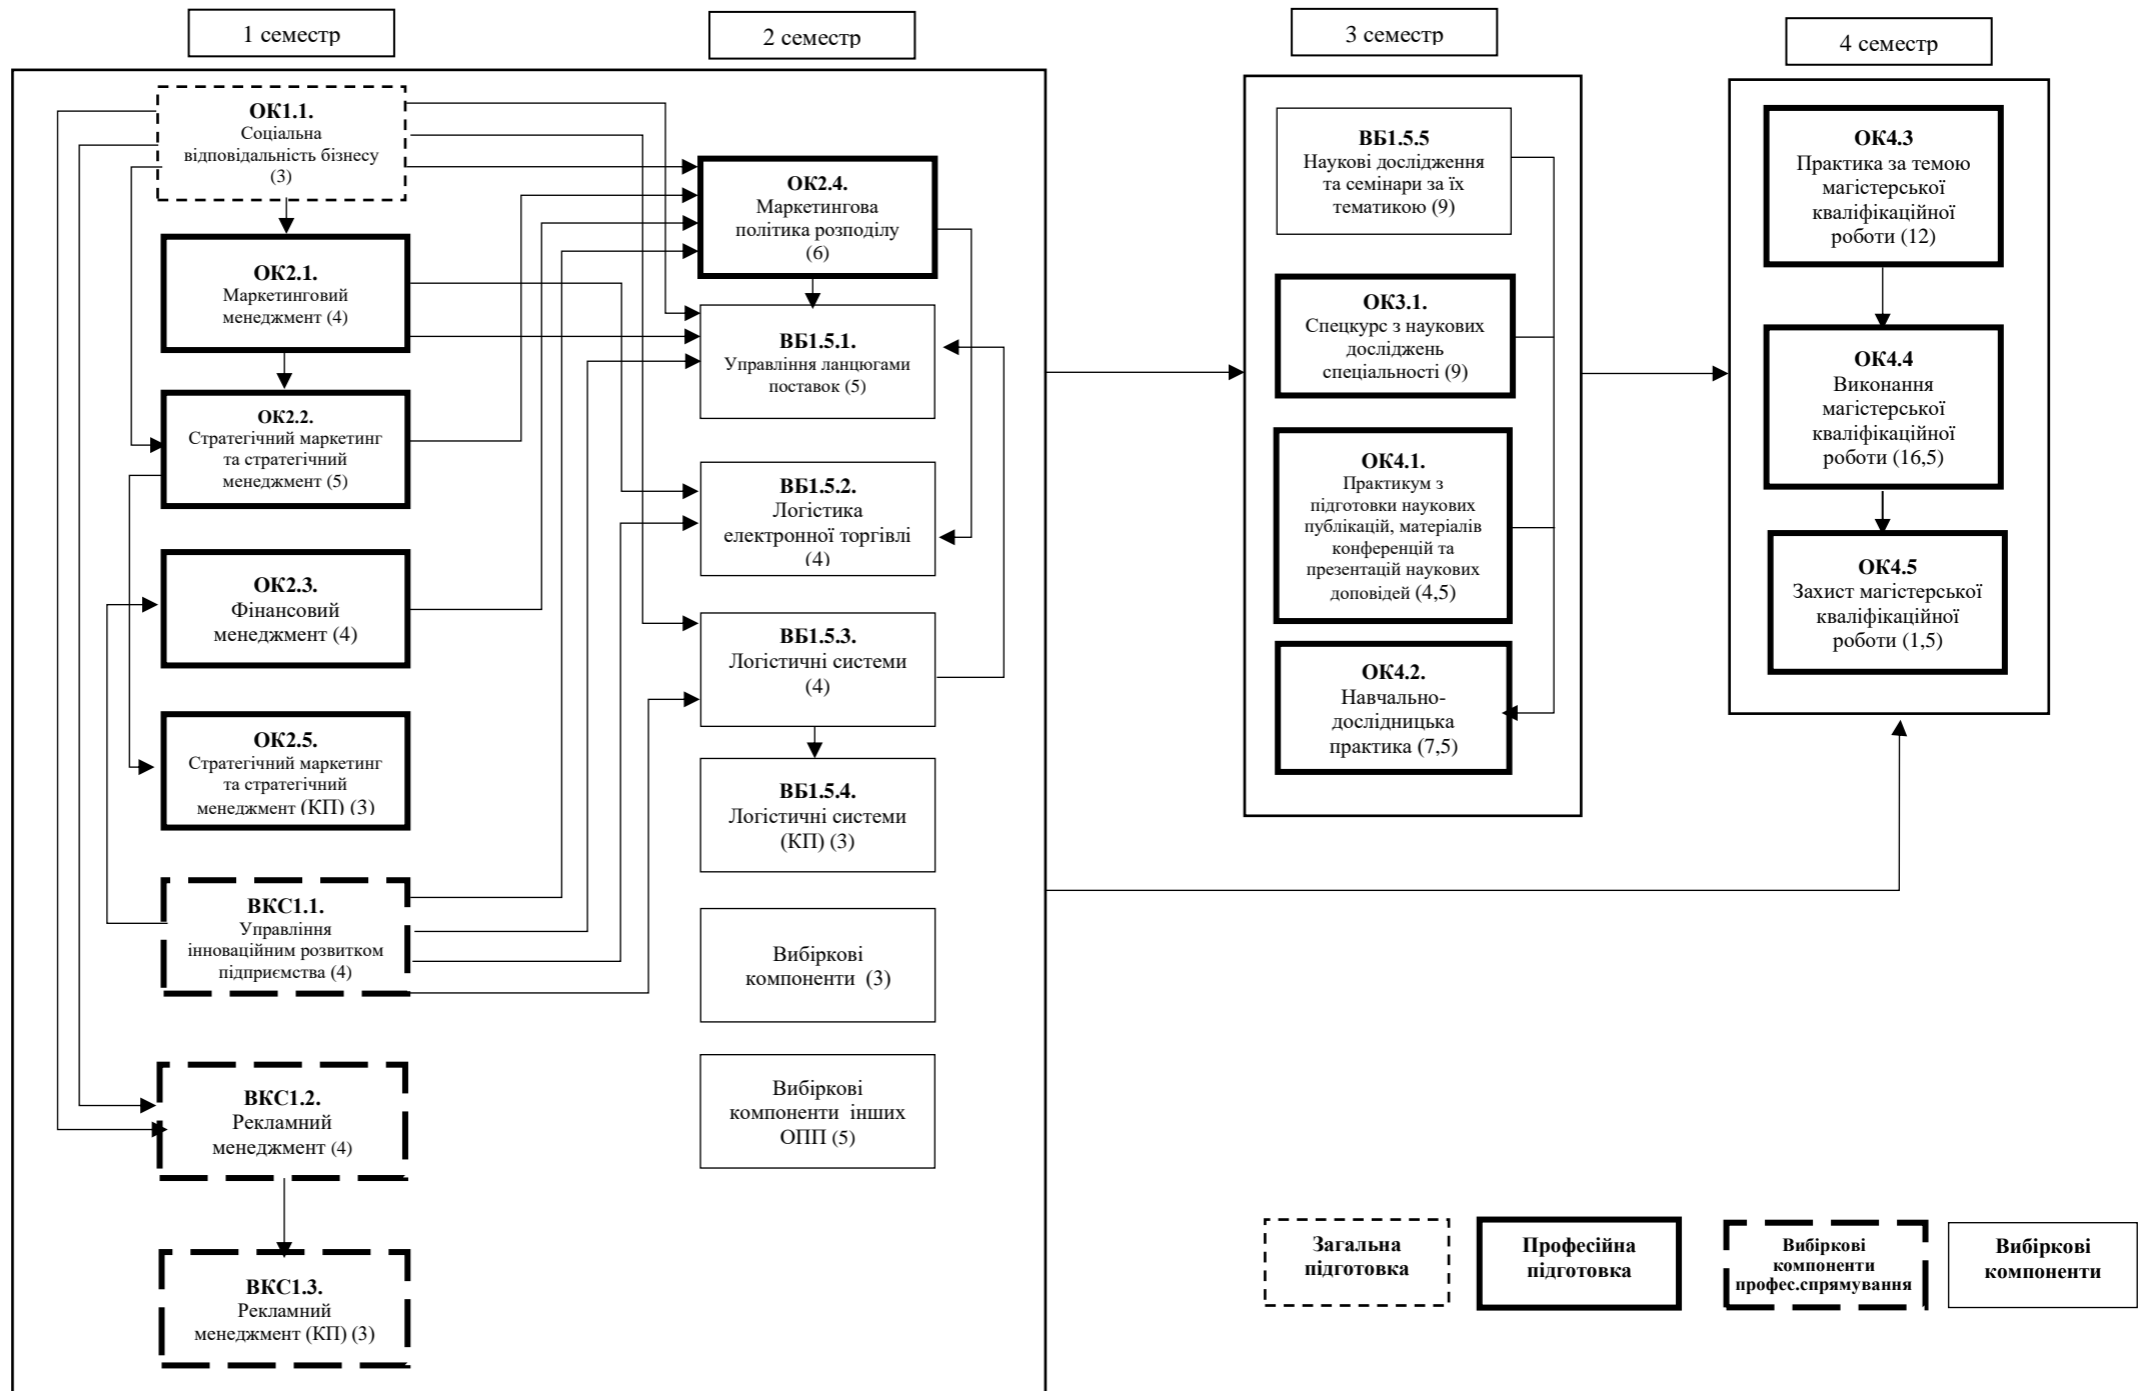 1 семестр
2 семестр
3 семестр
4 семестр
ОК1.1.
Соціальна
відповідальність бізнесу
(3)
ОК2.1.
Маркетинговий
менеджмент (4)
ОК2.2.
Стратегічний маркетинг
та стратегічний
менеджмент (5)
ОК2.3.
Фінансовий
менеджмент (4)
ОК2.5.
Стратегічний маркетинг
та стратегічний
менеджмент (КП) (3)
ВКС1.1.
Управління
інноваційним розвитком
підприємства (4)
ВКС1.2.
Рекламний
менеджмент (4)
ВКС1.3.
Рекламний
менеджмент (КП) (3)
ОК2.4.
Маркетингова
політика розподілу
(6)
ВБ1.5.1.
Управління ланцюгами
поставок (5)
ВБ1.5.2.
Логістика
електронної торгівлі
(4)
ВБ1.5.3.
Логістичні системи
(4)
ВБ1.5.4.
Логістичні системи
(КП) (3)
Вибіркові
компоненти (3)
Вибіркові
компоненти інших
ОПП (5)
ВБ1.5.5
Наукові дослідження
та семінари за їх
тематикою (9)
ОК3.1.
Спецкурс з наукових
досліджень
спеціальності (9)
ОК4.1.
Практикум з
підготовки наукових
публікацій, матеріалів
конференцій та
презентацій наукових
доповідей (4,5)
ОК4.2.
Навчально-
дослідницька
практика (7,5)
ОК4.3
Практика за темою
магістерської
кваліфікаційної
роботи (12)
ОК4.4
Виконання
магістерської
кваліфікаційної
роботи (16,5)
ОК4.5
Захист магістерської
кваліфікаційної
роботи (1,5)
Загальна
підготовка
Професійна
підготовка
Вибіркові
компоненти
профес.спрямування
Вибіркові
компоненти